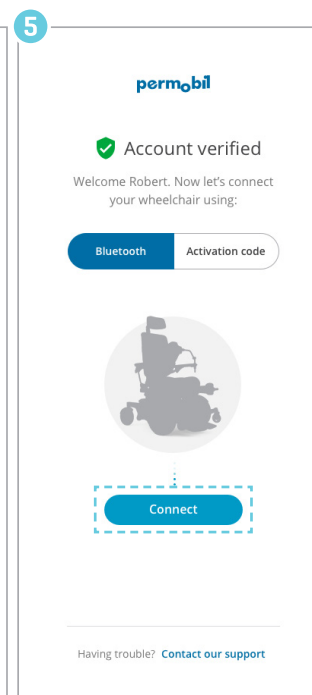 5
permobil
Account verified
Welcome Robert. Now let's connect
your wheelchair using:
Bluetooth Activation code
Connect
Having trouble? Contact our support